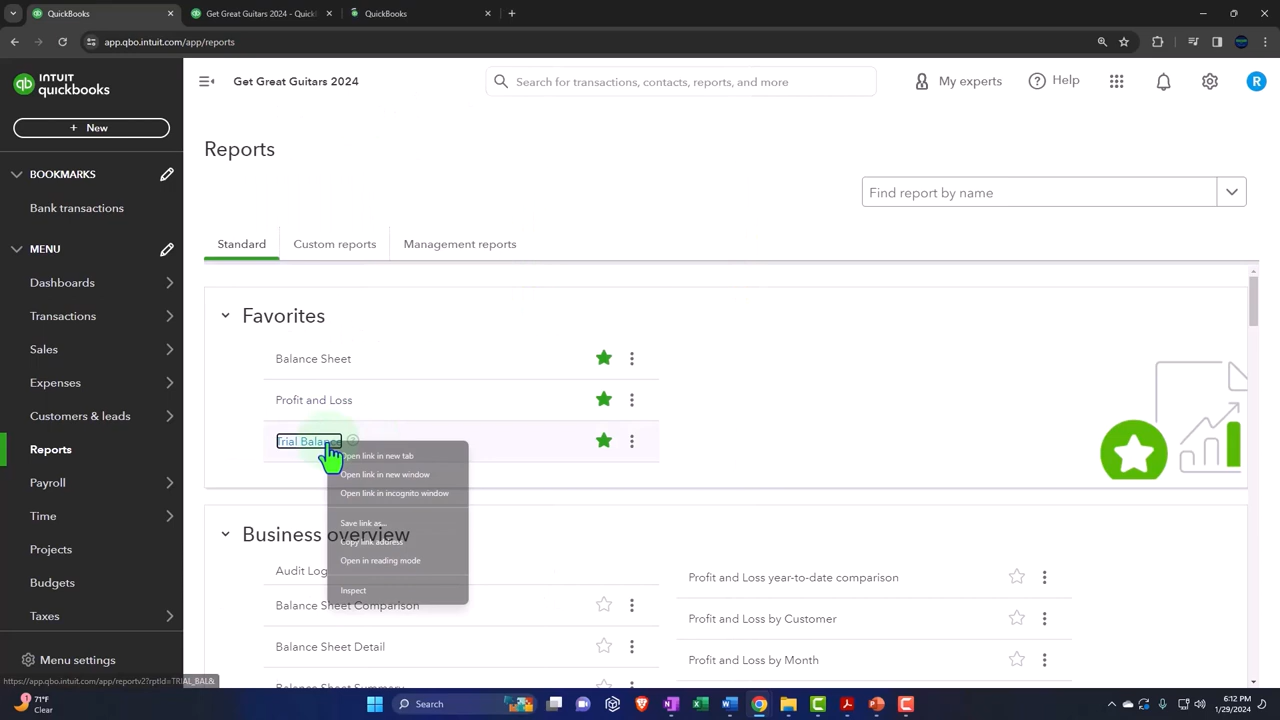 QuickBooks
Get Great Guitars 2024 - QuickBo
QuickBooks
app.qbo.intuit.com/app/reports
INTUIT
quickbooks
Get Great Guitars 2024
Search for transactions, contacts, reports, and more
My experts
Help
R
+ New
BOOKMARKS
Bank transactions
MENU
Dashboards
Transactions
Sales
Expenses
Customers & leads
Reports
Payroll
Time
Projects
Budgets
Taxes
Menu settings
Reports
Find report by name
Standard
Custom reports
Management reports
Favorites
Balance Sheet
Profit and Loss
Trial Balance
Open link in new tab
Open link in new window
Open link in incognito window
Save link as...
Copy link address
Open in reading mode
Inspect
Business overview
Audit Log
Balance Sheet Comparison
Balance Sheet Detail
Balance Sheet Summary
Profit and Loss year-to-date comparison
Profit and Loss by Customer
Profit and Loss by Month
https://app.qbo.intuit.com/app/reportv2?rptId=TRIAL_BAL&
71°F
Clear
Search
6:12 PM
1/29/2024